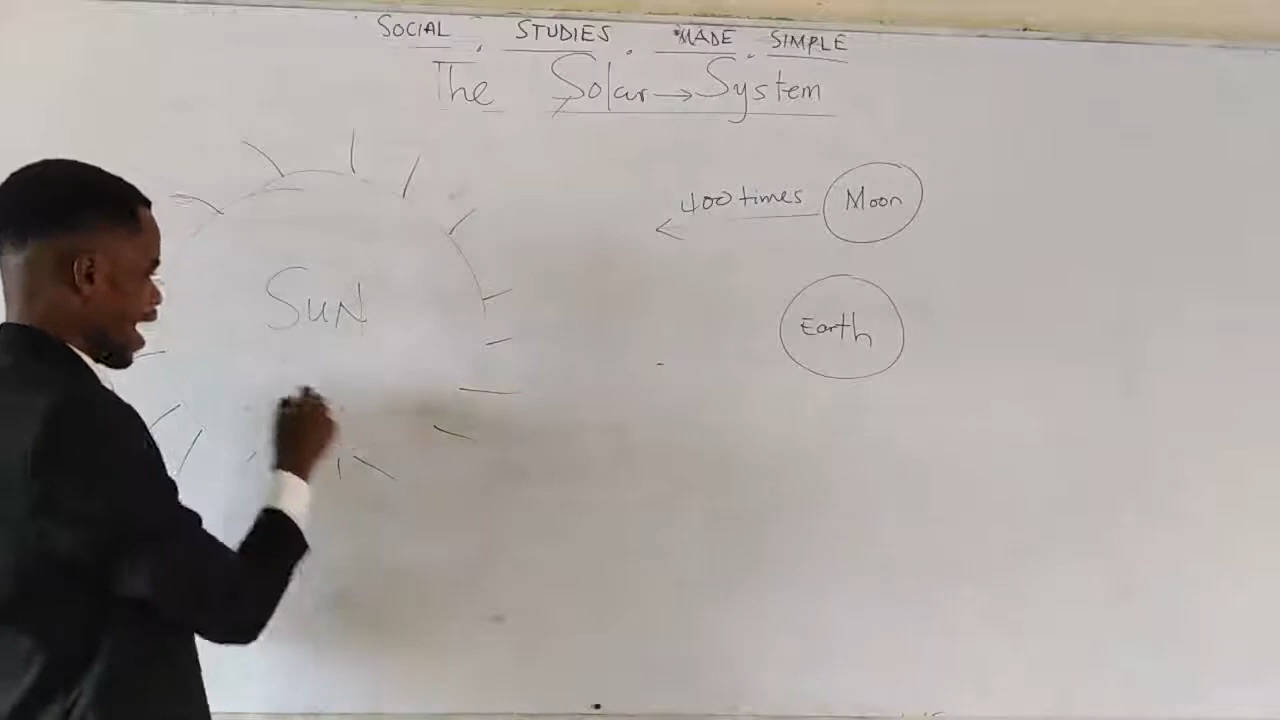 SOCIAL STUDIES MADE SIMPLE
The Solar → System
400 times Moon
SUN
Earth